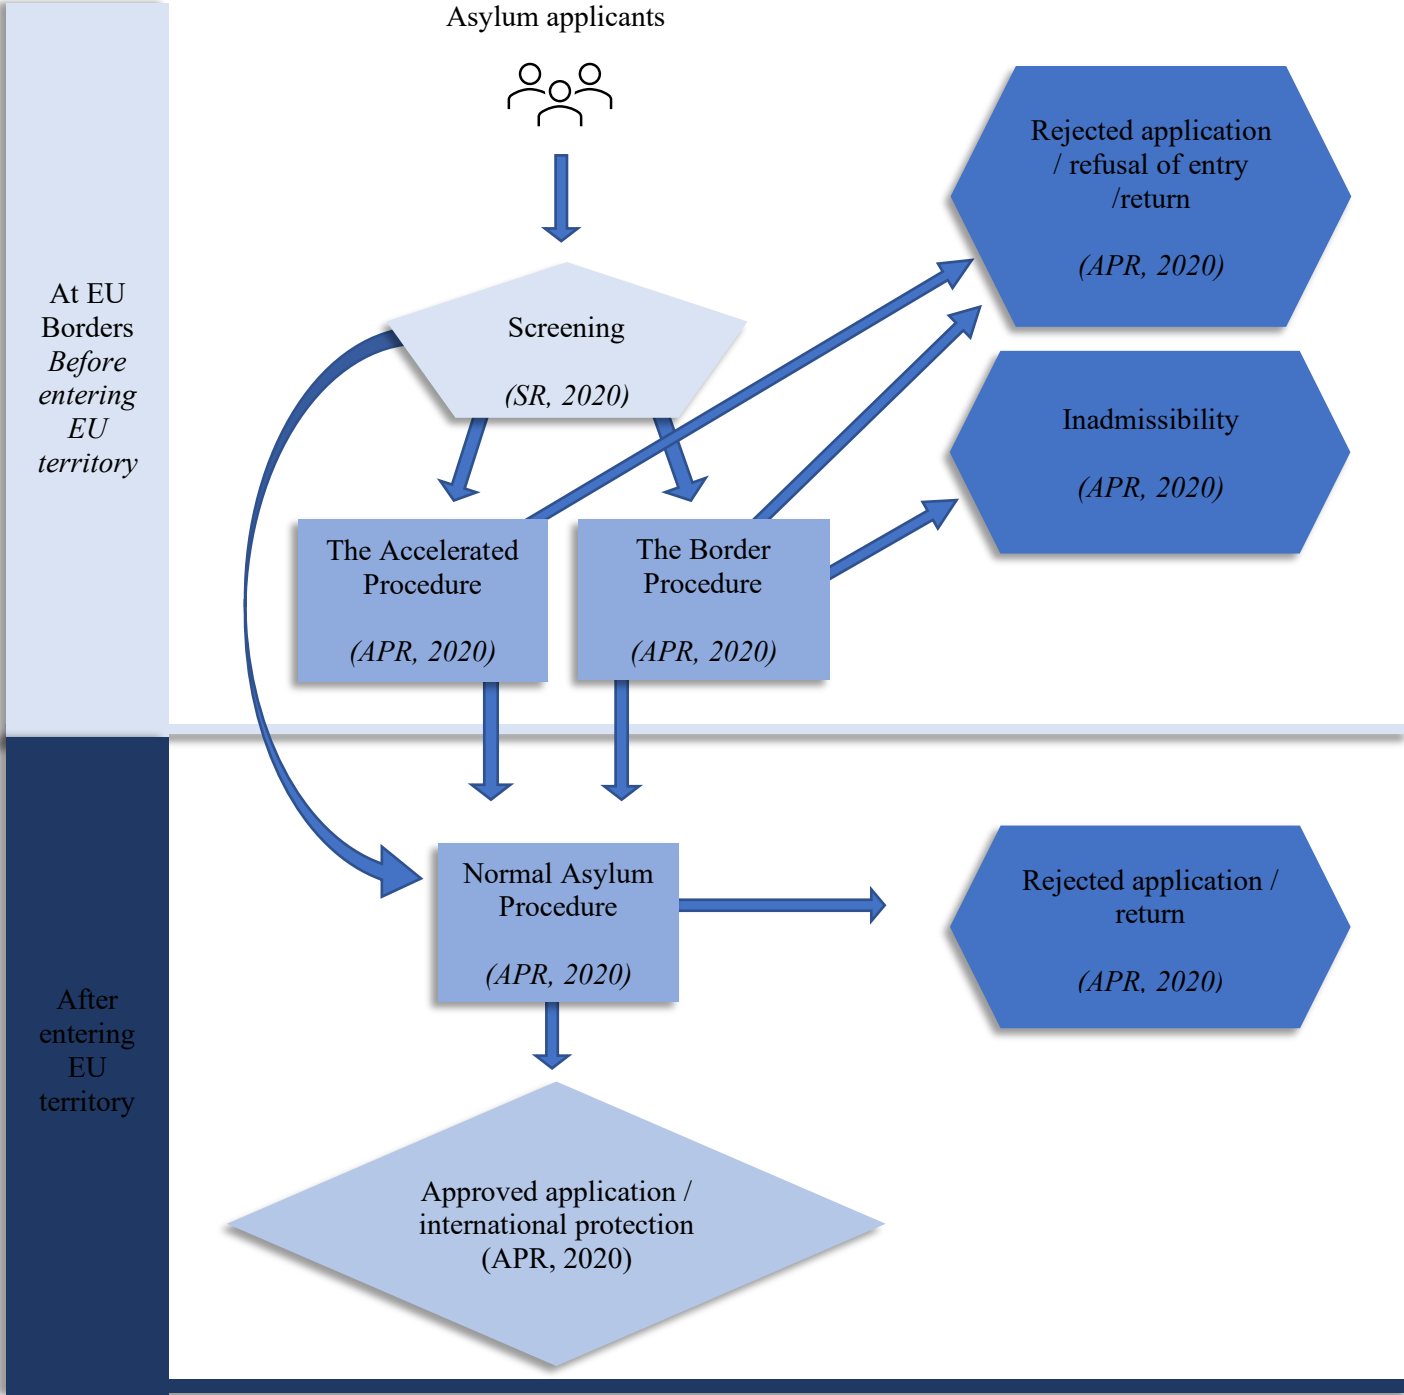 Asylum applicants
Rejected application
/ refusal of entry
/return
(APR, 2020)
At EU
Borders
Before
entering
EU
territory
Screening
(SR, 2020)
Inadmissibility
(APR, 2020)
The Accelerated
Procedure
(APR, 2020)
The Border
Procedure
(APR, 2020)
After
entering
EU
territory
Normal Asylum
Procedure
(APR, 2020)
Rejected application /
return
(APR, 2020)
Approved application /
international protection
(APR, 2020)